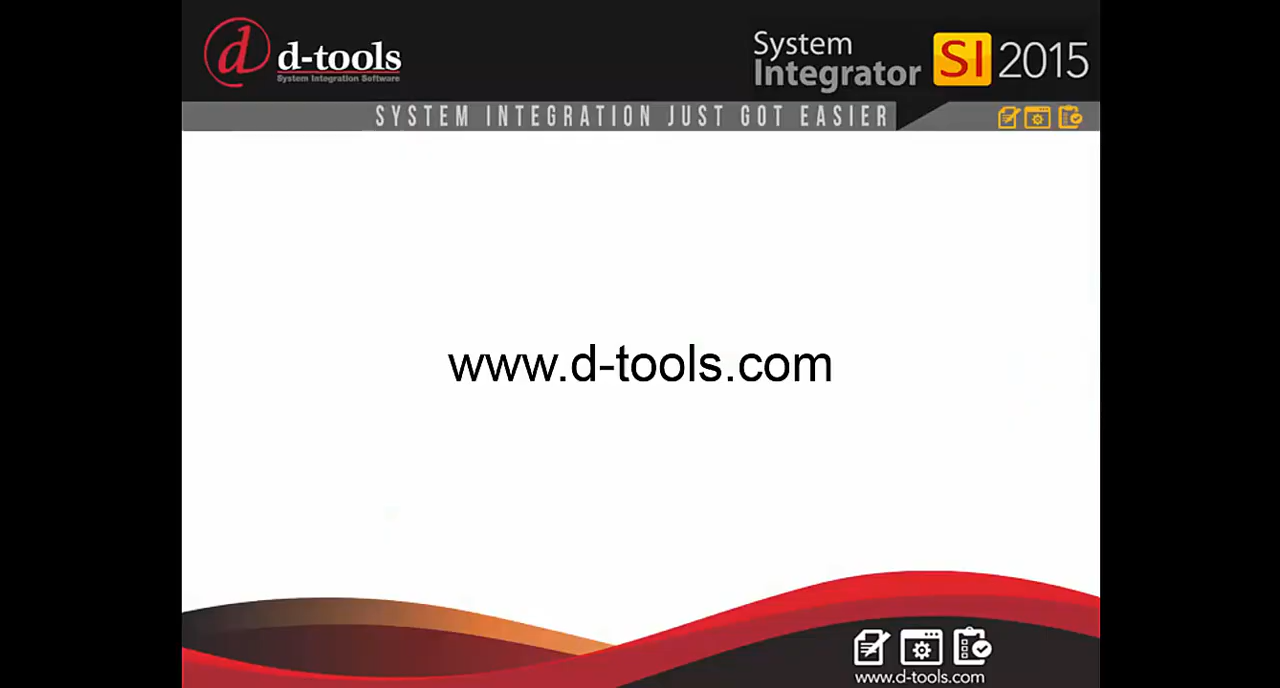 d d-tools
System Integration Software
System
Integrator SI 2015
SYSTEM INTEGRATION JUST GOT EASIER
www.d-tools.com
www.d-tools.com